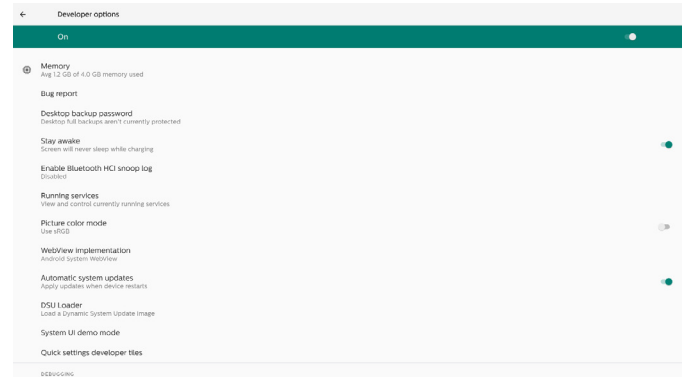 Developer options
On
Memory
Avg 1.2 GB of 4.0 GB memory used
Bug report
Desktop backup password
Desktop full backups aren't currently protected
Stay awake
Screen will never sleep while charging
Enable Bluetooth HCI snoop log
Disabled
Running services
View and control currently running services
Picture color mode
Use sRGB
WebView implementation
Android System WebView
Automatic system updates
Apply updates when device restarts
DSU Loader
Load a Dynamic System Update Image
System UI demo mode
Quick settings developer tiles
DEBUGGING